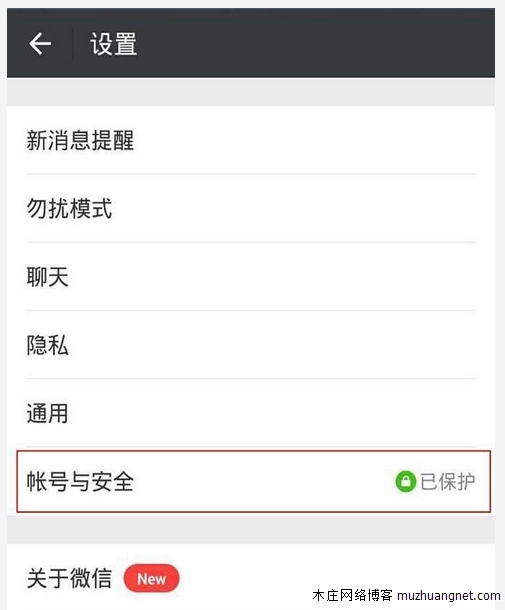 设置
新消息提醒
勿扰模式
聊天
隐私
通用
帐号与安全 已保护
关于微信 New
木庄网络博客 muzhuangnet.com